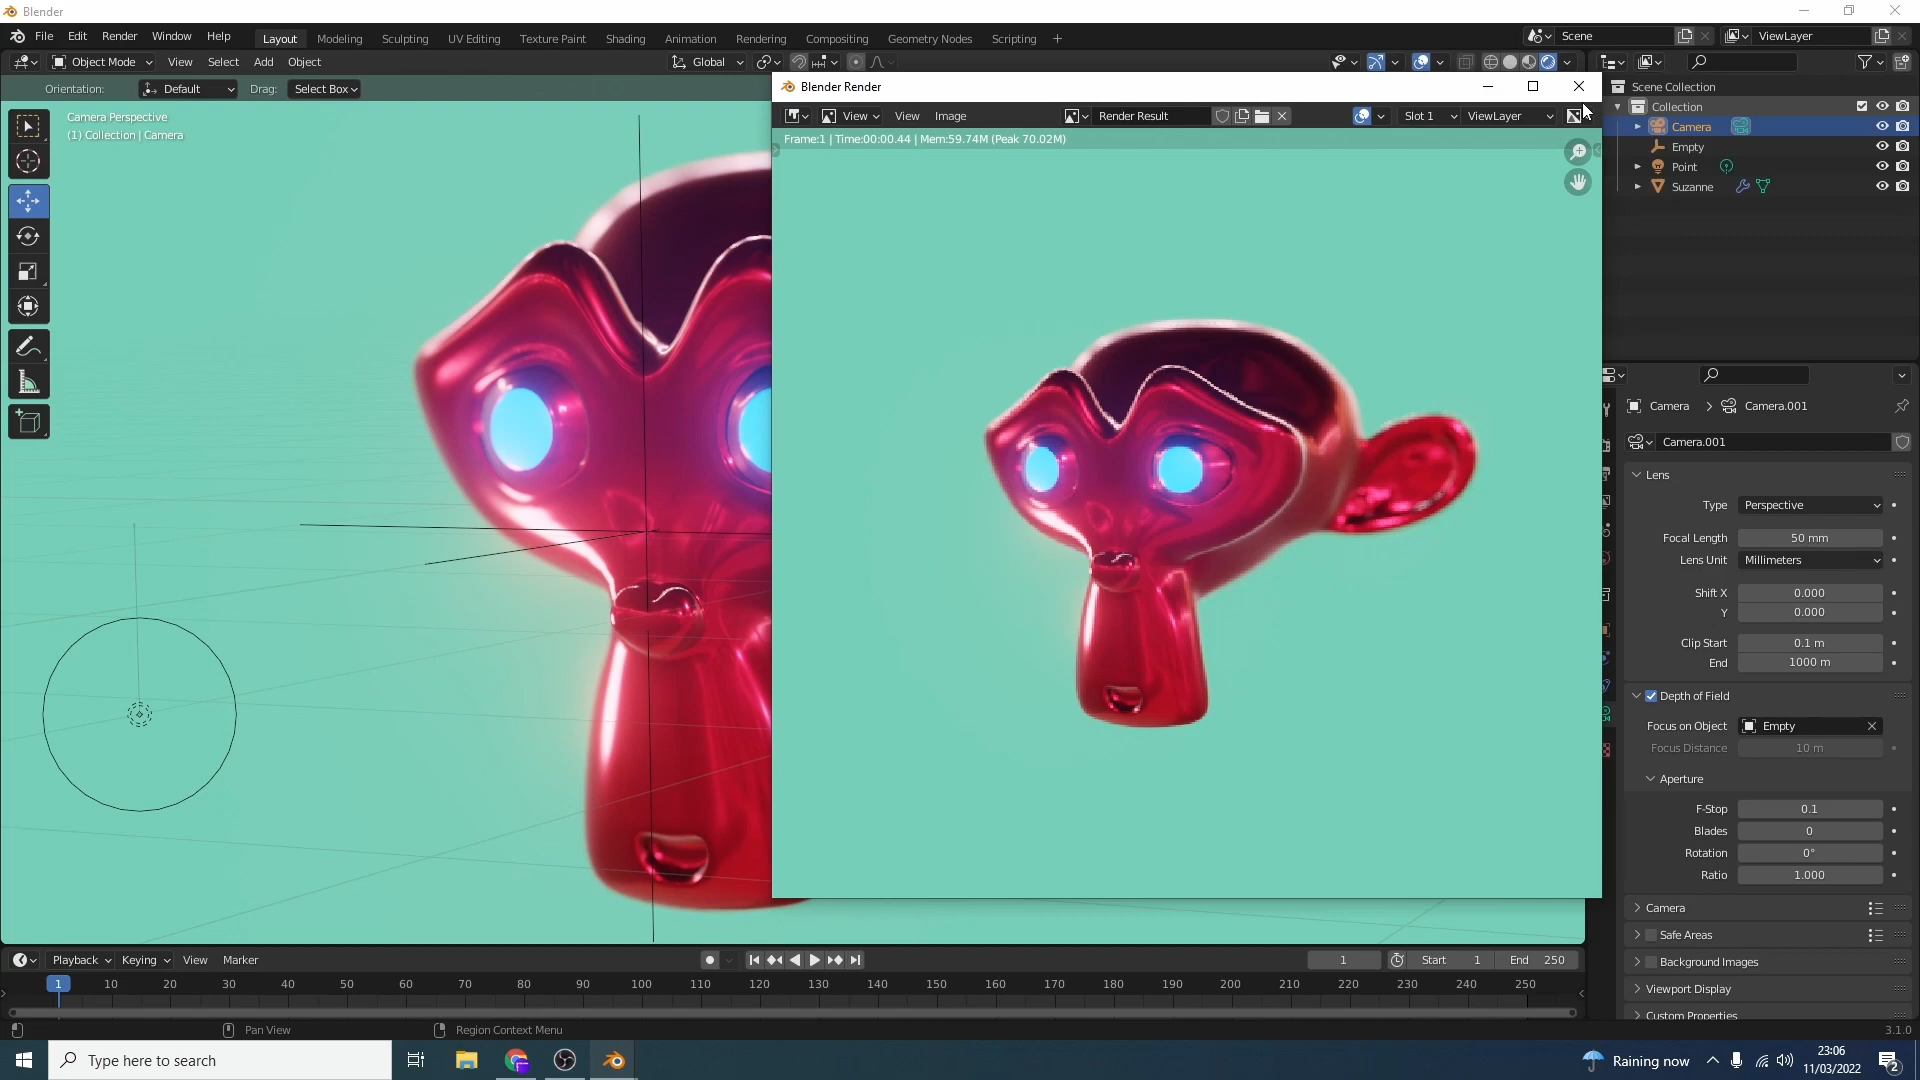 Blender
File Edit Render Window Help Layout Modeling Sculpting UV Editing Texture Paint Shading Animation Rendering Compositing Geometry Nodes Scripting + Scene ViewLayer
Object Mode View Select Add Object Global
Orientation: Default Drag: Select Box
Camera Perspective
(1) Collection | Camera
Blender Render
View View Image Render Result Slot 1 ViewLayer
Frame:1 | Time:00:00.44 | Mem:59.74M (Peak 70.02M)
Scene Collection
Collection
Camera
Empty
Point
Suzanne
Camera > Camera.001
Camera.001
Lens
Type Perspective
Focal Length 50 mm
Lens Unit Millimeters
Shift X 0.000
Y 0.000
Clip Start 0.1 m
End 1000 m
Depth of Field
Focus on Object Empty
Focus Distance 10 m
Aperture
F-Stop 0.1
Blades 0
Rotation 0°
Ratio 1.000
Camera
Safe Areas
Background Images
Viewport Display
Custom Properties
Playback Keying View Marker 1 Start 1 End 250
1 10 20 30 40 50 60 70 80 90 100 110 120 130 140 150 160 170 180 190 200 210 220 230 240 250
Pan View Region Context Menu 3.1.0
Type here to search Raining now 23:06
11/03/2022 2